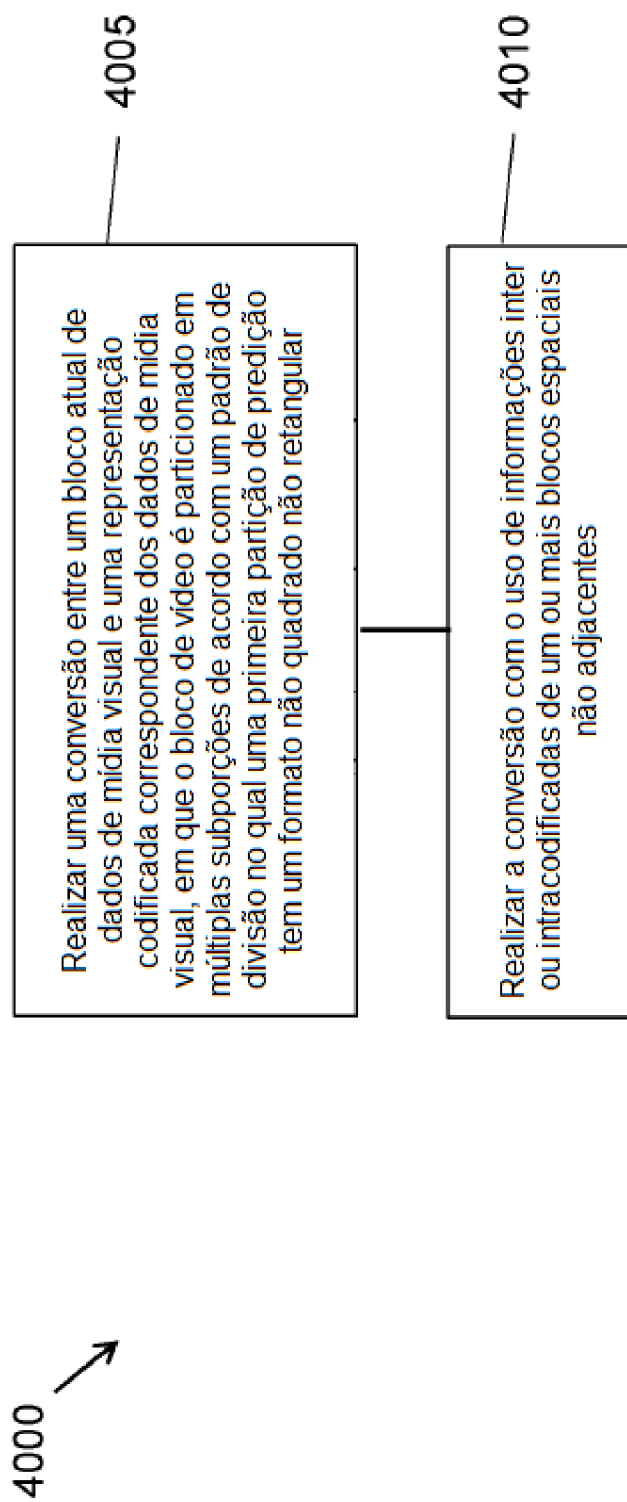 4000
Realizar uma conversão entre um bloco atual de
dados de mídia visual e uma representação
codificada correspondente dos dados de mídia
visual, em que o bloco de vídeo é particionado em
múltiplas subporções de acordo com um padrão de
divisão no qual uma primeira partição de predição
tem um formato não quadrado não retangular
4005
Realizar a conversão com o uso de informações inter
ou intracodificadas de um ou mais blocos espaciais
não adjacentes
4010